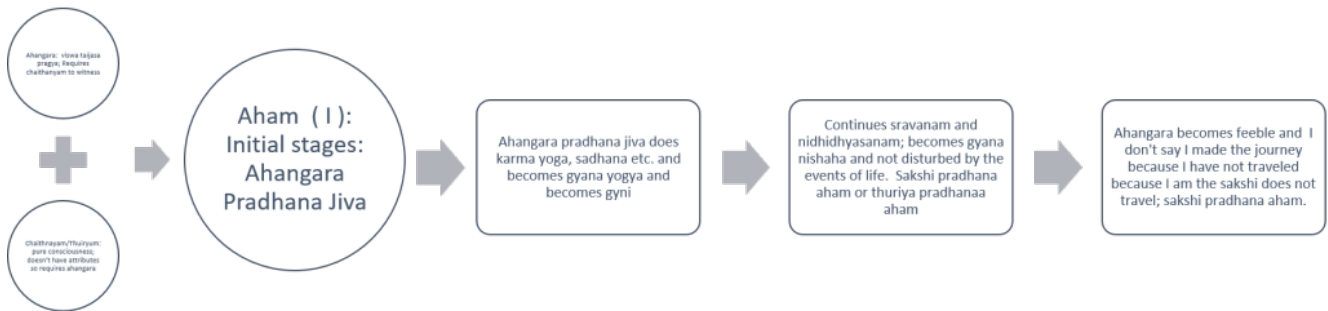 Ahangara: viswa taijasa
pragya; Requires
chaithanyam to witness
Chaithnayam/Thuiryum:
pure consciousness;
doesn't have attributes
so requires ahangara
Aham ( I ):
Initial stages:
Ahangara
Pradhana Jiva
Ahangara pradhana jiva does
karma yoga, sadhana etc. and
becomes gyana yogya and
becomes gyni
Continues sravanam and
nidhidhyasanam; becomes gyana
nishaha and not disturbed by the
events of life. Sakshi pradhana
aham or thuriya pradhanaa
aham
Ahangara becomes feeble and I
don't say I made the journey
because I have not traveled
because I am the sakshi does not
travel; sakshi pradhana aham.